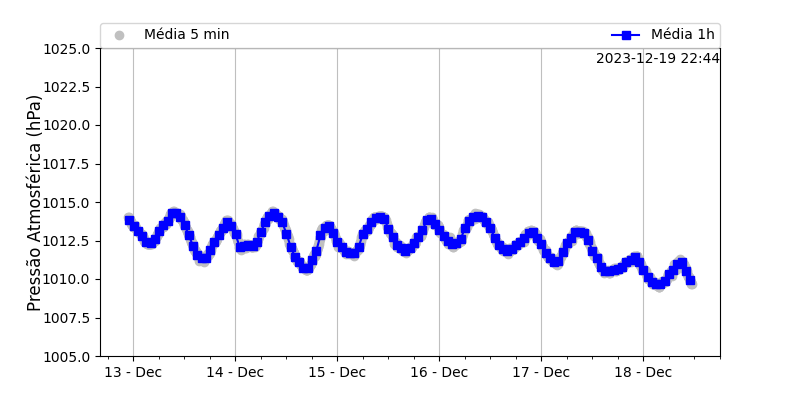 Média 5 min
Média 1h
2023-12-19 22:44
Pressão Atmosférica (hPa)
1025.0
1022.5
1020.0
1017.5
1015.0
1012.5
1010.0
1007.5
1005.0
13 - Dec
14 - Dec
15 - Dec
16 - Dec
17 - Dec
18 - Dec